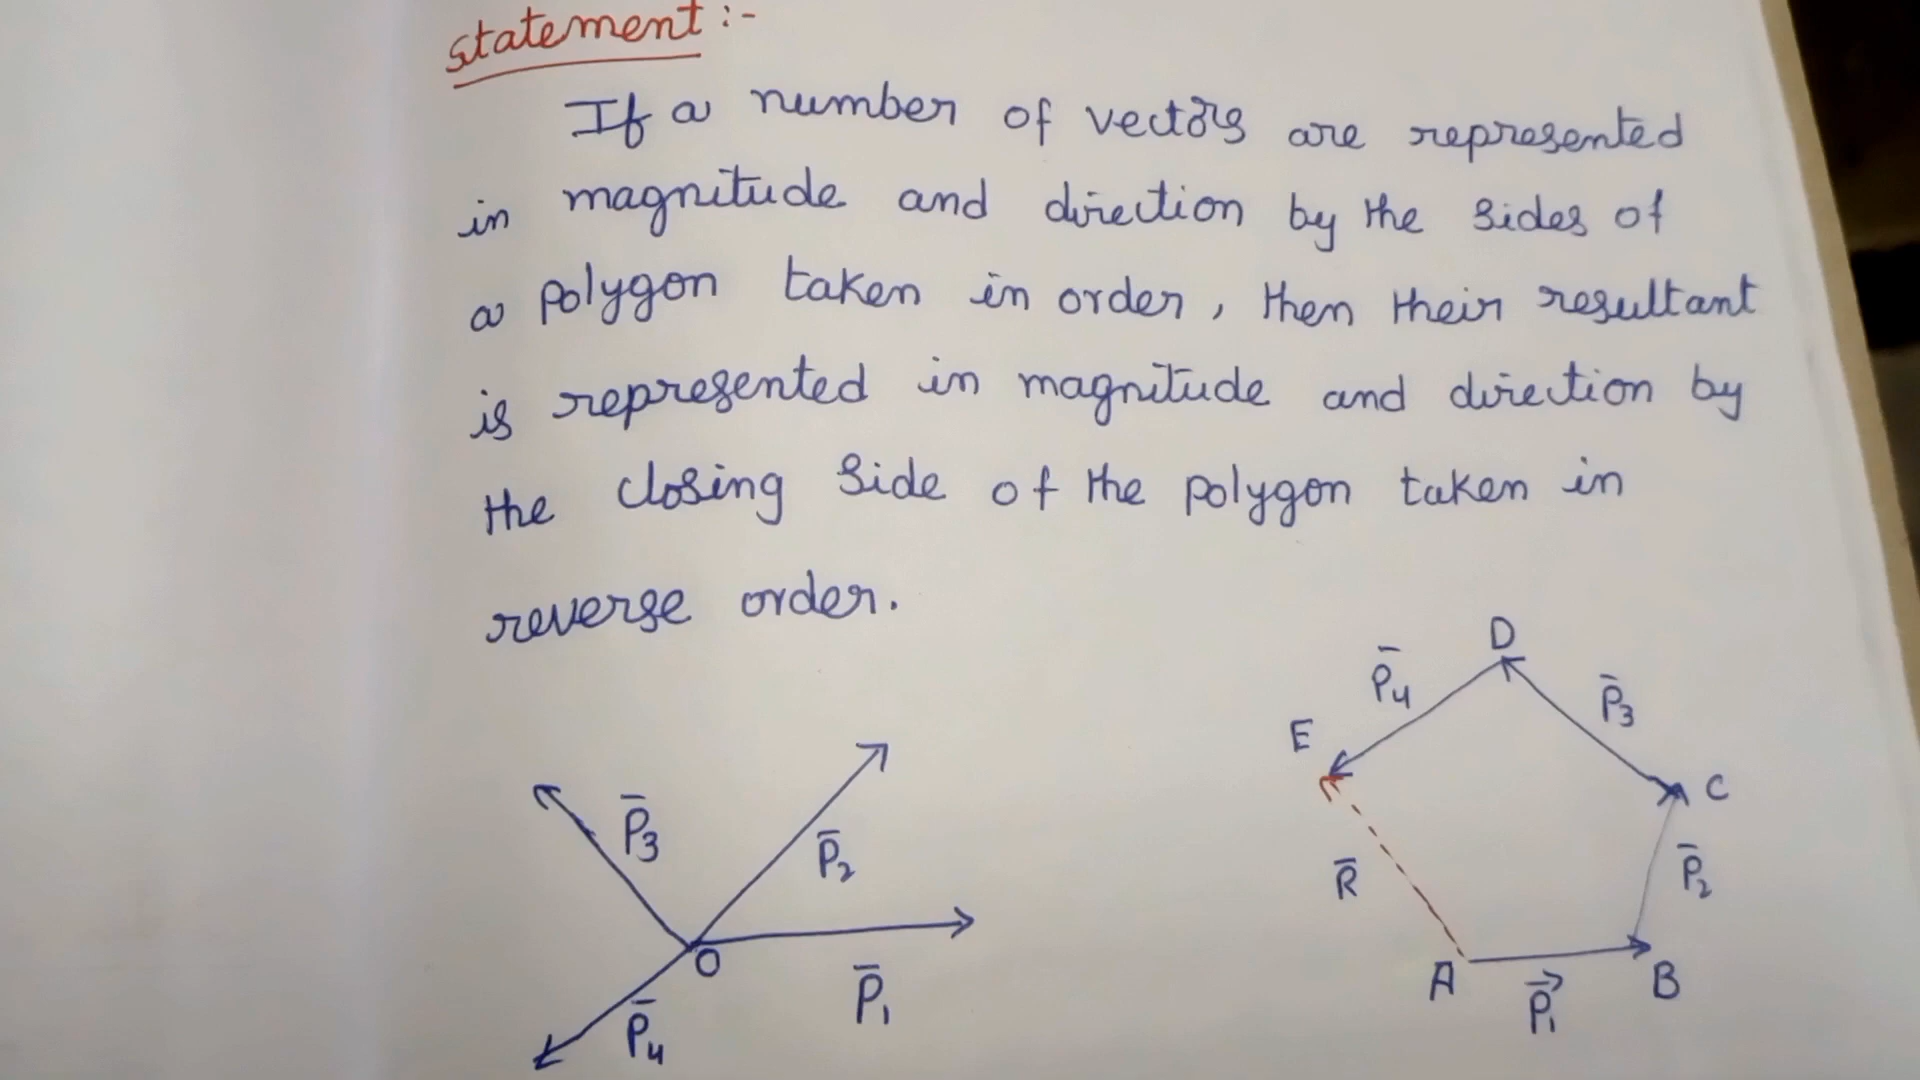 statement :-
If a number of vectors are represented
in magnitude and direction by the sides of
a polygon taken in order, then their resultant
is represented in magnitude and direction by
the closing side of the polygon taken in
reverse order.
P̄3
P̄2
O
P̄1
P̄4
D
P̄4
P̄3
E
C
R̄
P̄2
A
B
P⃗1